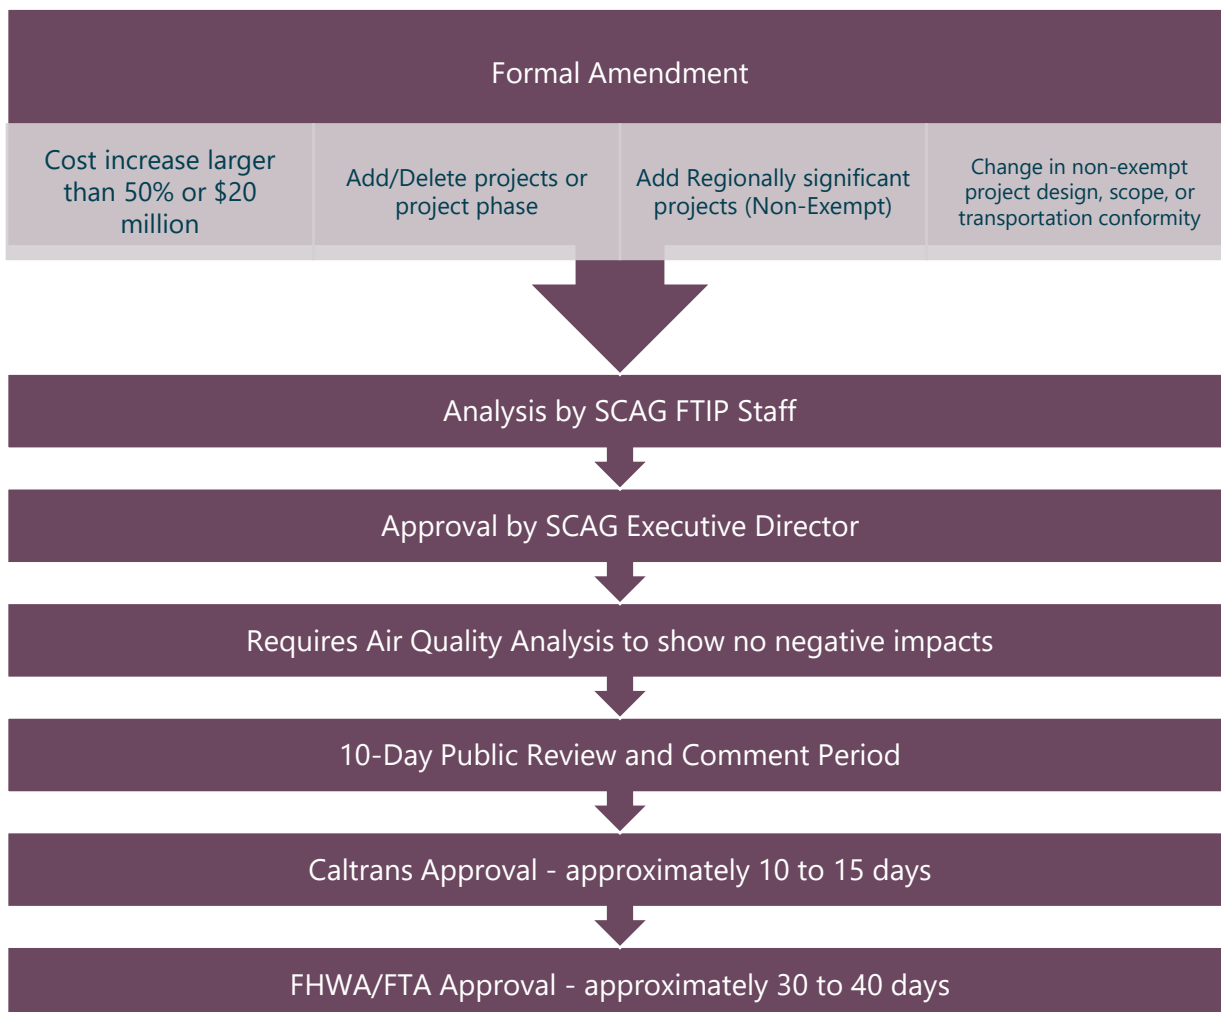 Formal Amendment
Cost increase larger
than 50% or $20
million
Add/Delete projects or
project phase
Add Regionally significant
projects (Non-Exempt)
Change in non-exempt
project design, scope, or
transportation conformity
Analysis by SCAG FTIP Staff
Approval by SCAG Executive Director
Requires Air Quality Analysis to show no negative impacts
10-Day Public Review and Comment Period
Caltrans Approval - approximately 10 to 15 days
FHWA/FTA Approval - approximately 30 to 40 days